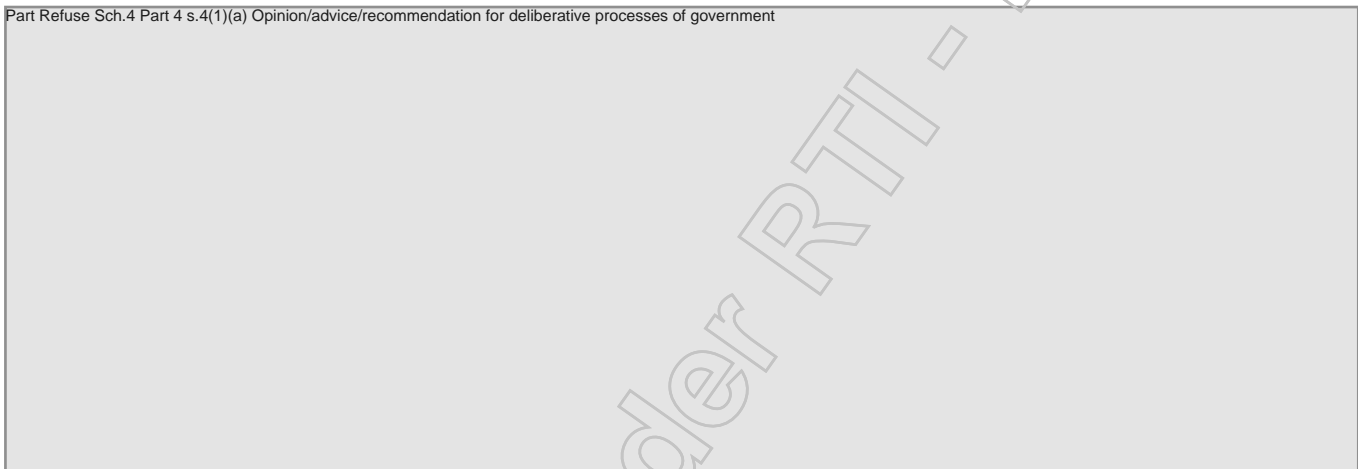 Part Refuse Sch.4 Part 4 s.4(1)(a) Opinion/advice/recommendation for deliberative processes of government
der RTI -